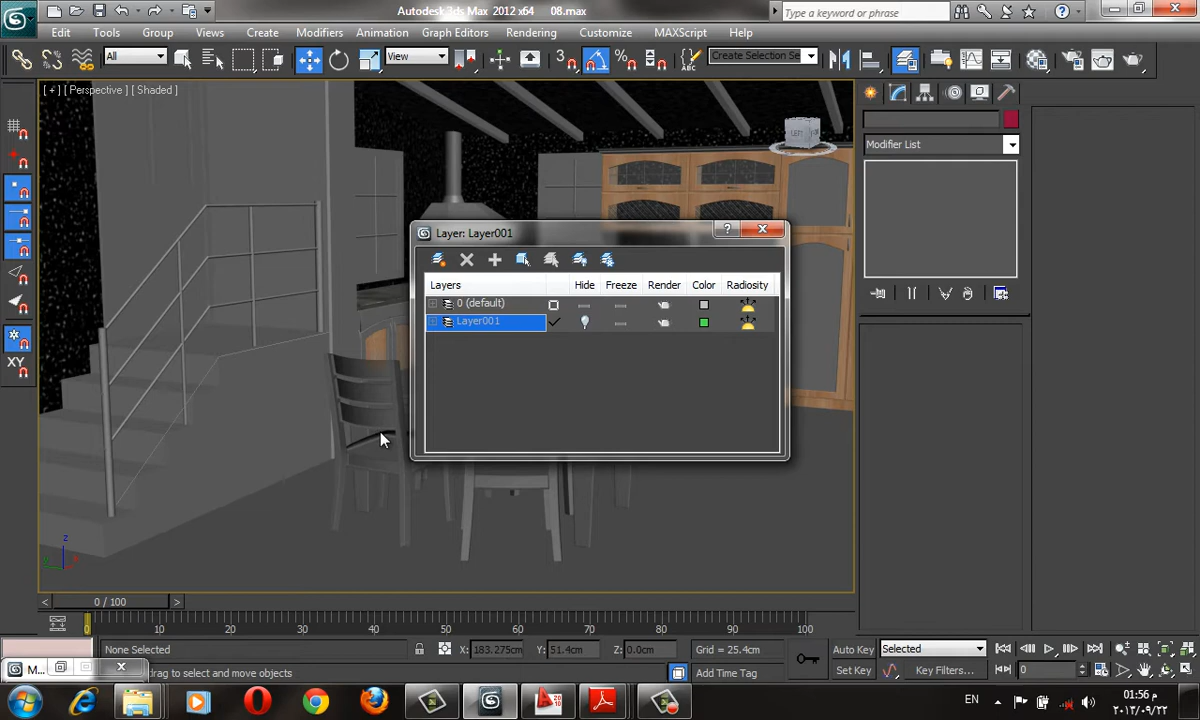 Autodesk 3ds Max 2012 x64 08.max
Type a keyword or phrase
Edit Tools Group Views Create Modifiers Animation Graph Editors Rendering Customize MAXScript Help
All View 3 Create Selection Se
[ + ] [ Perspective ] [ Shaded ]
LEFT
Modifier List
Layer: Layer001
Layers Hide Freeze Render Color Radiosity
0 (default)
Layer001
XY
z
0 / 100
0 10 20 30 40 50 60 70 80 90 100
None Selected X: 183.275cm Y: 51.4cm Z: 0.0cm Grid = 25.4cm Auto Key Selected
M... drag to select and move objects Add Time Tag Set Key Key Filters... 0
EN 01:56 م
٢٠١٣/٠٩/٢٢